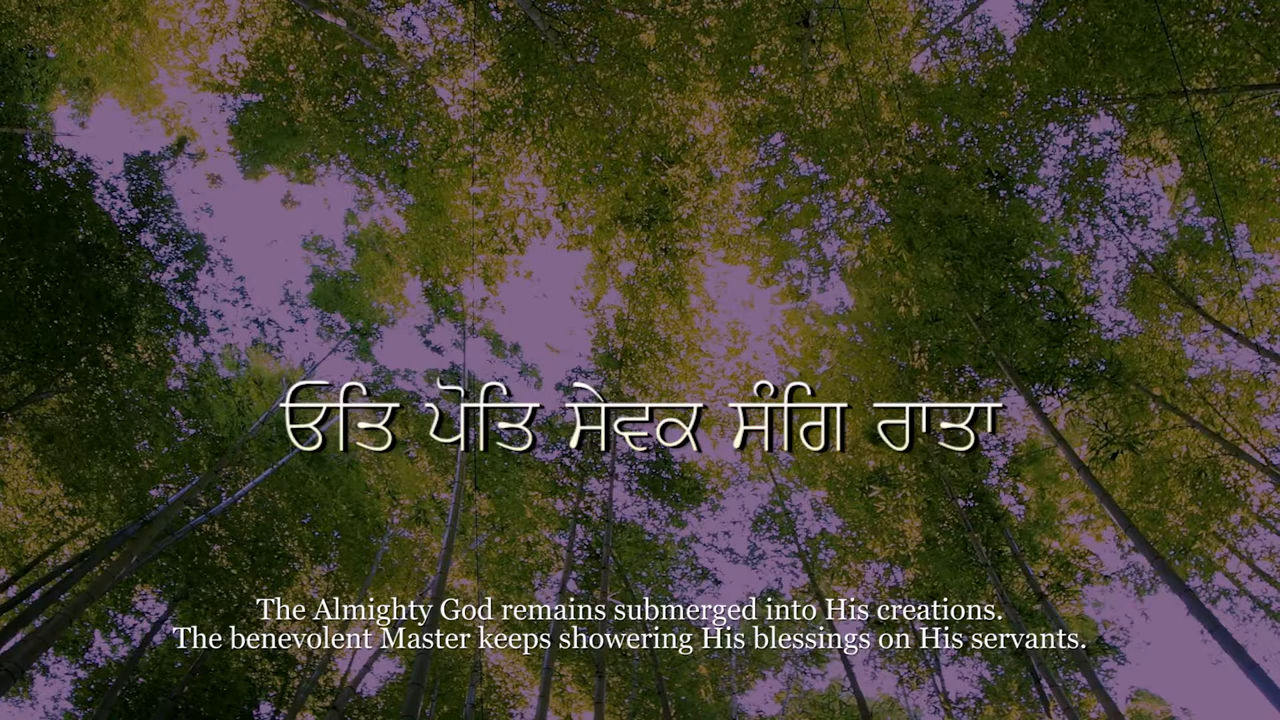 ਓਤਿ ਪੋਤਿ ਸੇਵਕ ਸੰਗਿ ਰਾਤਾ
The Almighty God remains submerged into His creations.
The benevolent Master keeps showering His blessings on His servants.